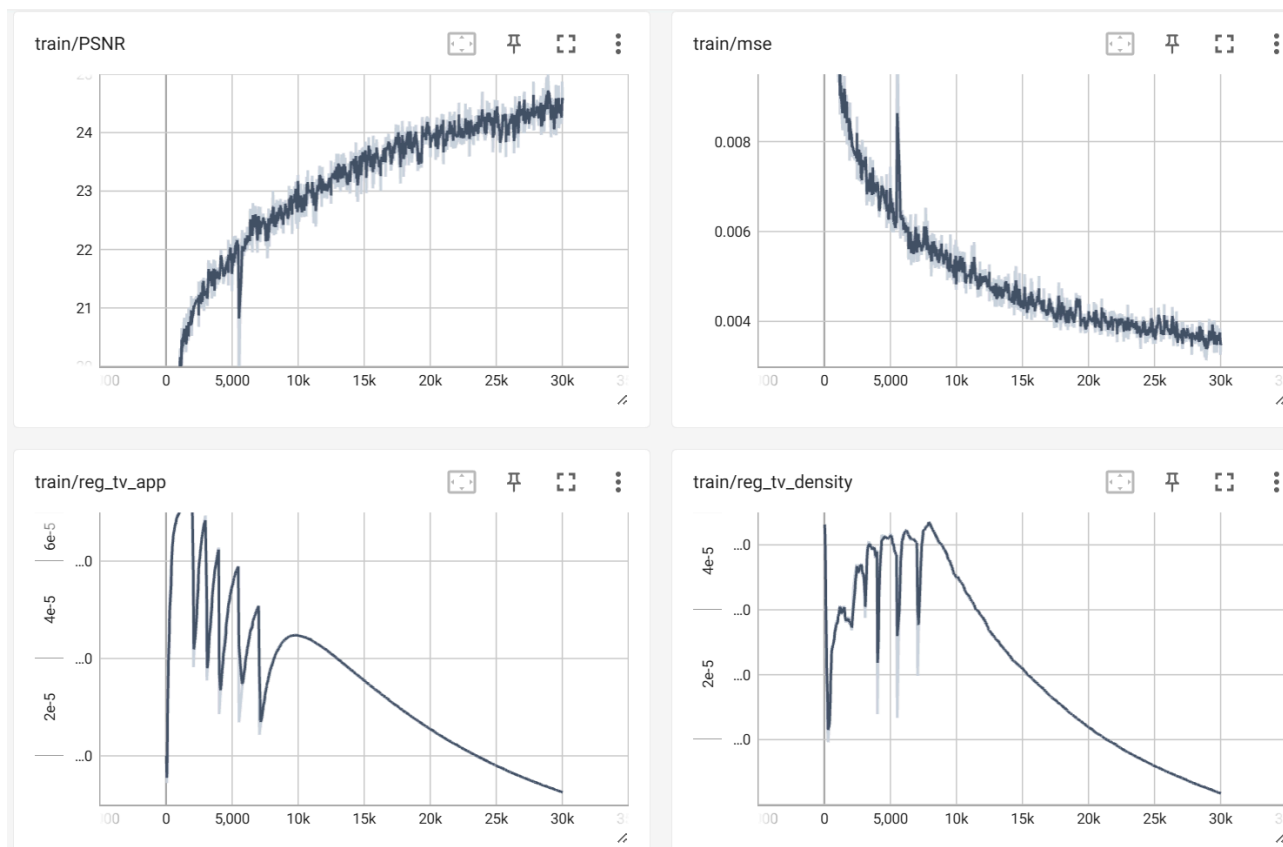 train/PSNR
24
23
22
21
0
5,000
10k
15k
20k
25k
30k
train/mse
0.008
0.006
0.004
0
5,000
10k
15k
20k
25k
30k
train/reg_tv_app
6e-5
...0
4e-5
...0
2e-5
...0
00
0
5,000
10k
15k
20k
25k
30k
train/reg_tv_density
4e-5
...0
...0
2e-5
...0
...0
00
0
5,000
10k
15k
20k
25k
30k